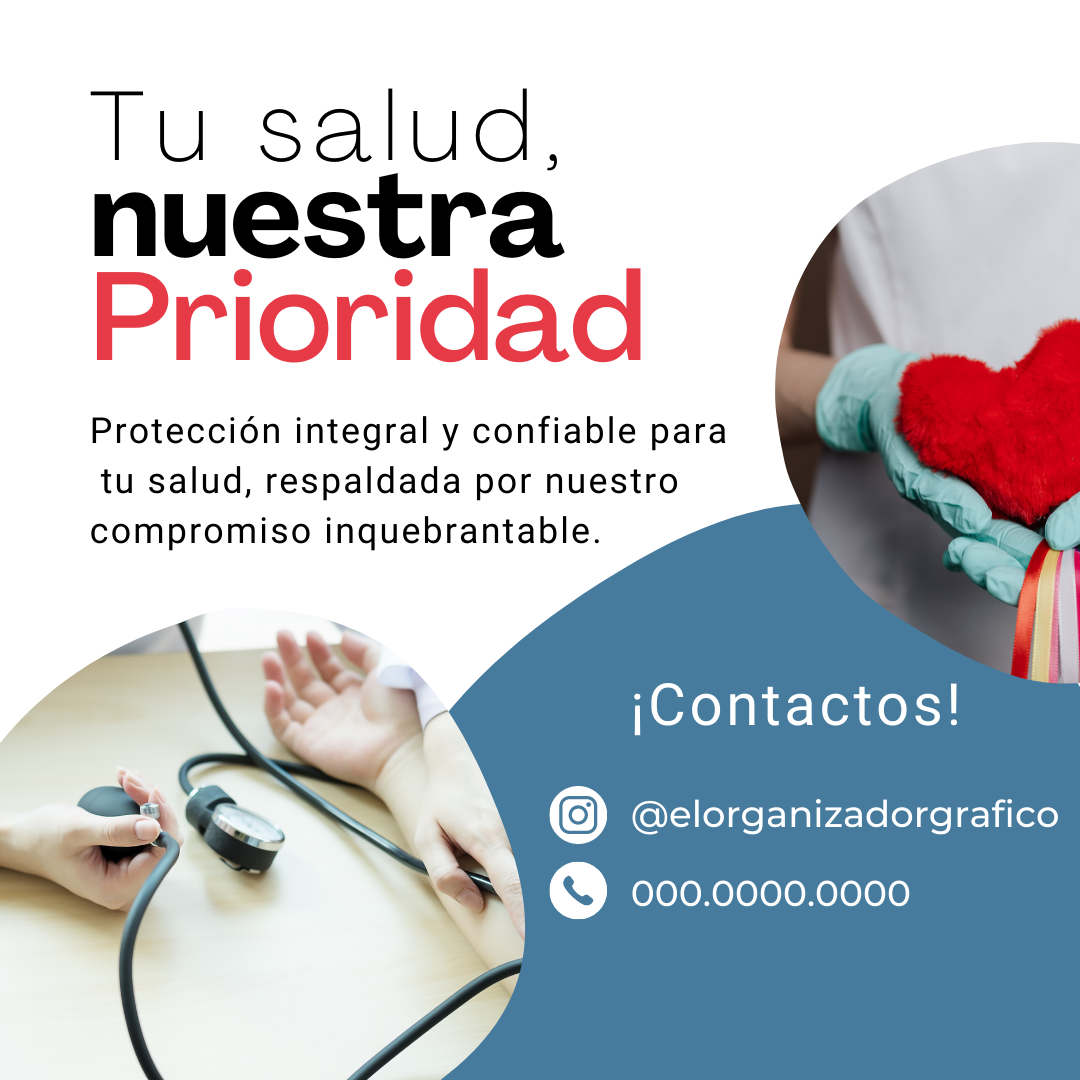 Tu salud,
nuestra
Prioridad
Protección integral y confiable para
tu salud, respaldada por nuestro
compromiso inquebrantable.
¡Contactos!
@elorganizadorgrafico
000.0000.0000